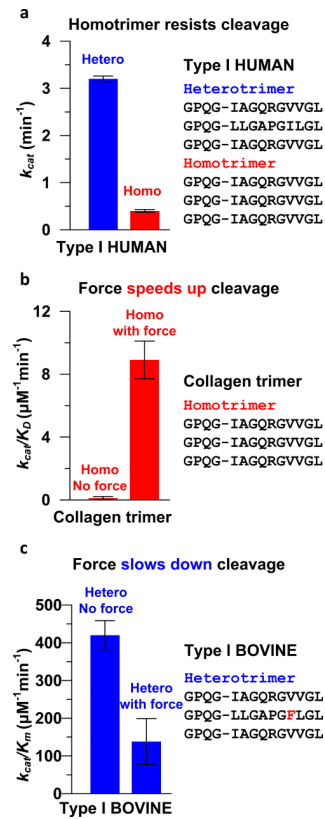 a
Homotrimer resists cleavage
4
3
2
1
0
kcat (min-1)
Hetero
Homo
Type I HUMAN
Type I HUMAN
Heterotrimer
GPQG-IAGQRGVVGL
GPQG-LLGAPGILGL
GPQG-IAGQRGVVGL
Homotrimer
GPQG-IAGQRGVVGL
GPQG-IAGQRGVVGL
GPQG-IAGQRGVVGL
b
Force speeds up cleavage
12
8
4
0
kcat/KD (µM-1min-1)
Homo
with force
Homo
No force
Collagen trimer
Collagen trimer
Homotrimer
GPQG-IAGQRGVVGL
GPQG-IAGQRGVVGL
GPQG-IAGQRGVVGL
c
Force slows down cleavage
500
400
300
200
100
0
kcat/Km (µM-1min-1)
Hetero
No force
Hetero
with force
Type I BOVINE
Type I BOVINE
Heterotrimer
GPQG-IAGQRGVVGL
GPQG-LLGAPGFLGL
GPQG-IAGQRGVVGL